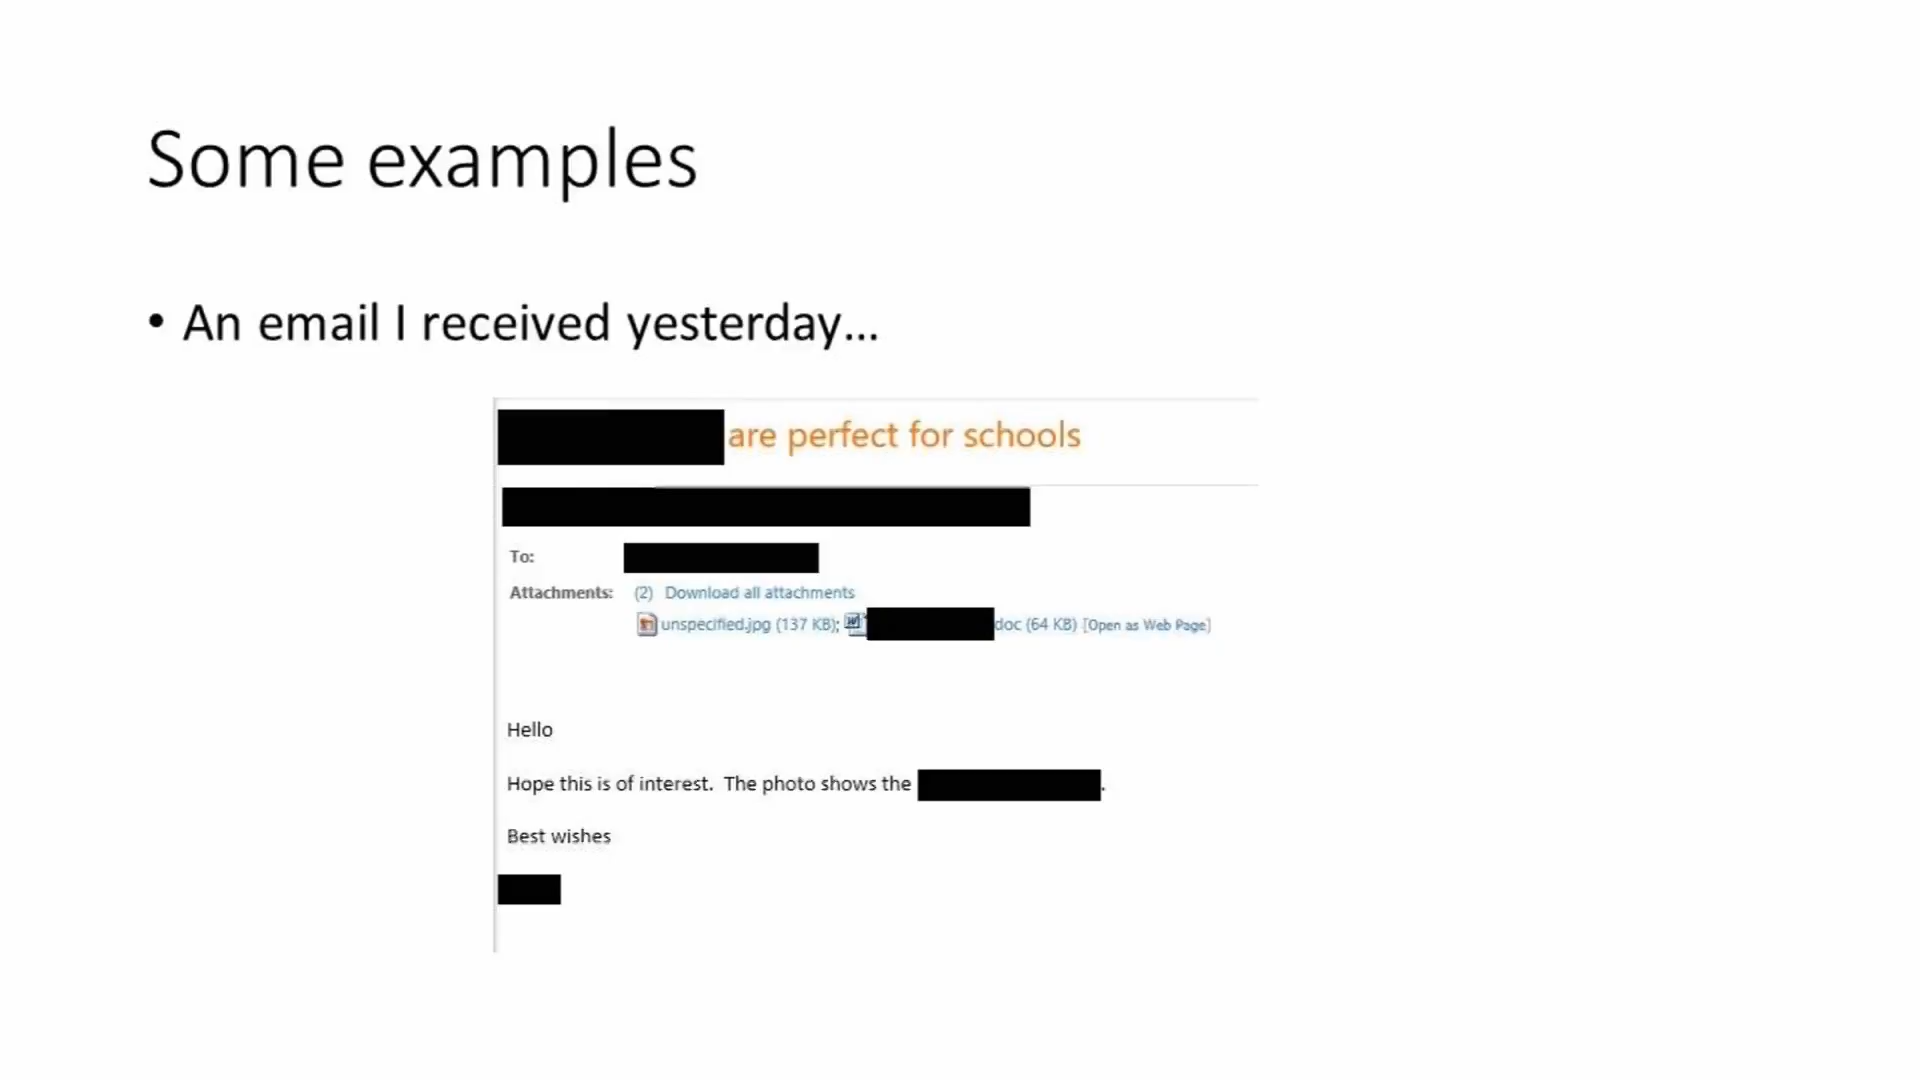 Some examples
• An email I received yesterday...
are perfect for schools
To:
Attachments: (2) Download all attachments
unspecified.jpg (137 KB); doc (64 KB) [Open as Web Page]
Hello
Hope this is of interest. The photo shows the .
Best wishes